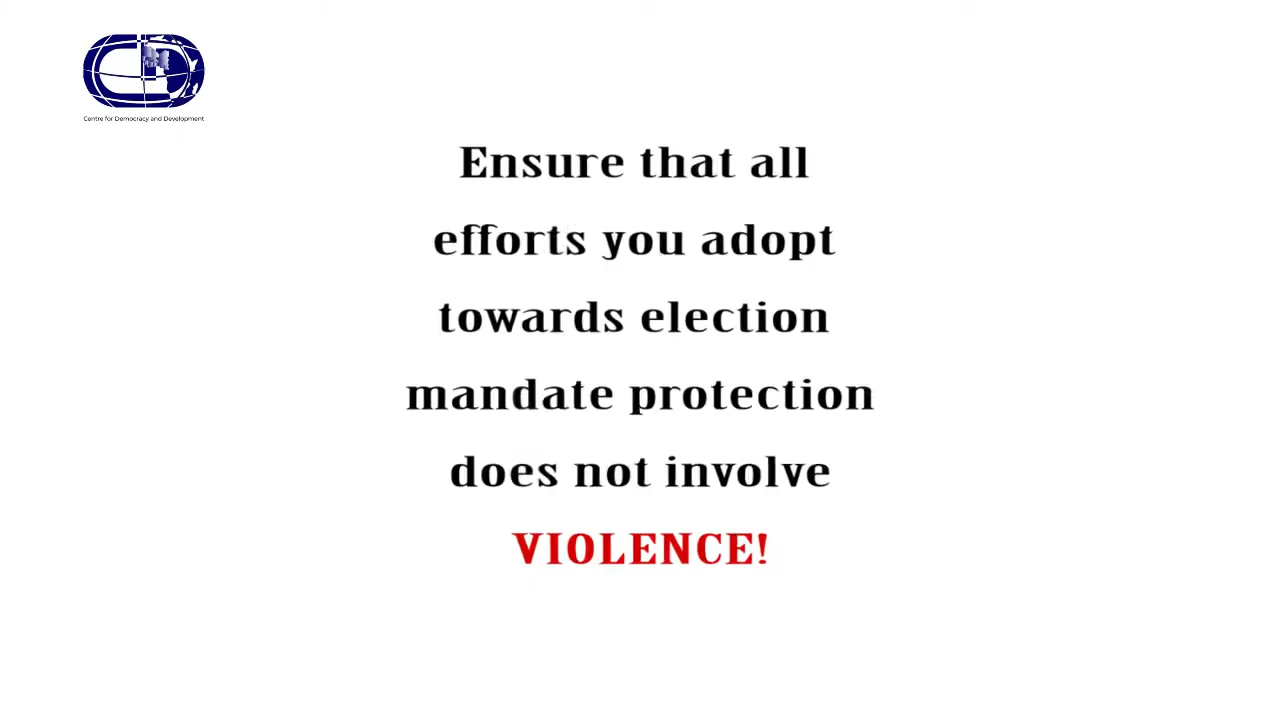 Centre for Democracy and Development
Ensure that all
efforts you adopt
towards election
mandate protection
does not involve
VIOLENCE!